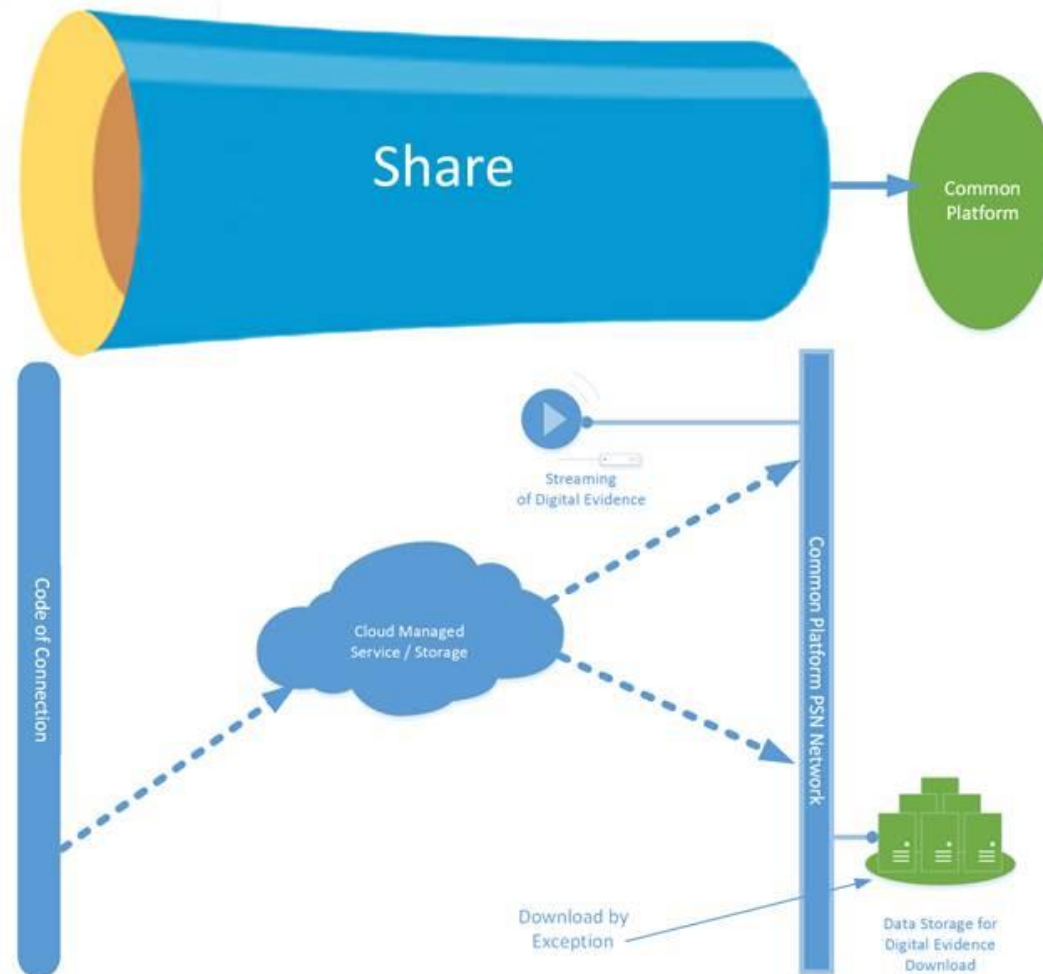 Share
Common
Platform
Streaming
of Digital Evidence
Code of Connection
Cloud Managed
Service / Storage
Common Platform PSN Network
Download by
Exception
Data Storage for
Digital Evidence
Download